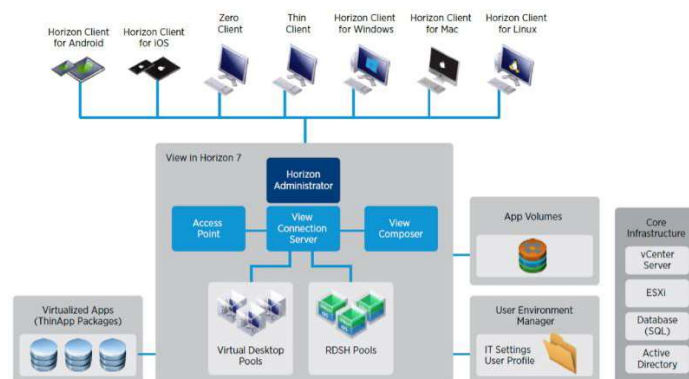 Horizon Client
for Android
Horizon Client
for iOS
Zero
Client
Thin
Client
Horizon Client
for Windows
Horizon Client
for Mac
Horizon Client
for Linux
View in Horizon 7
Horizon
Administrator
Access
Point
View
Connection
Server
View
Composer
Virtual Desktop
Pools
RDSH Pools
App Volumes
Virtualized Apps
(ThinApp Packages)
User Environment
Manager
IT Settings
User Profile
Core
Infrastructure
vCenter
Server
ESXi
Database
(SQL)
Active
Directory